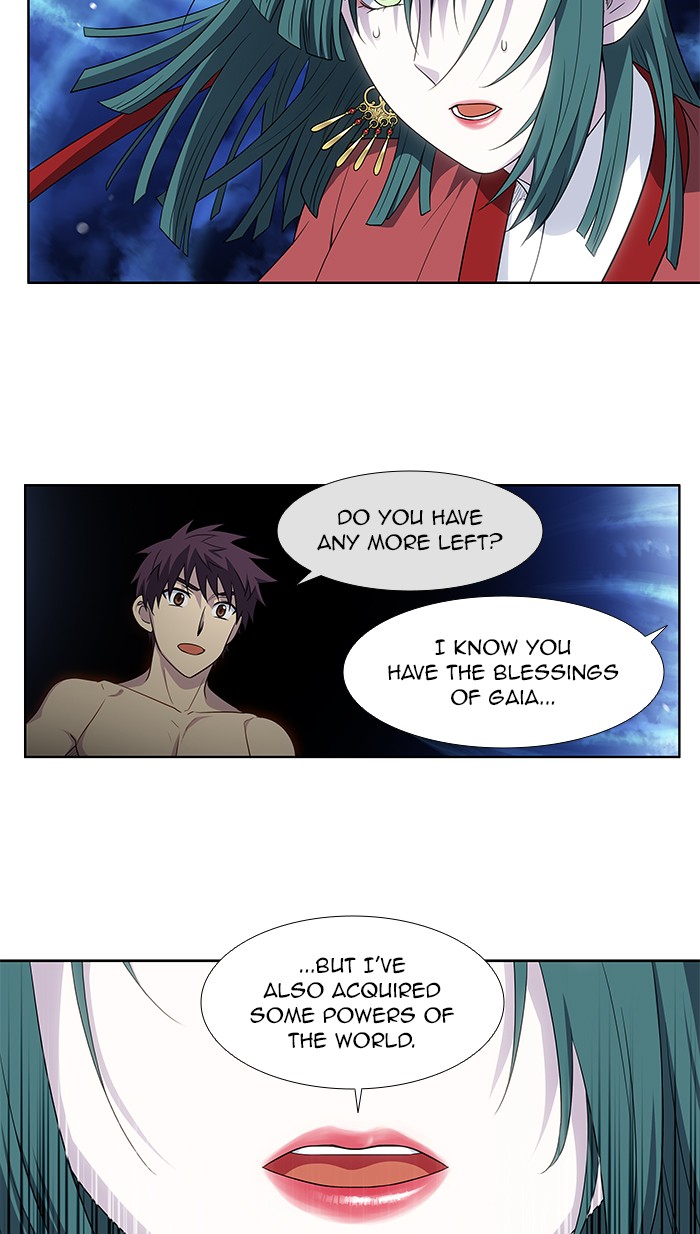 DO YOU HAVE
ANY MORE LEFT?
I KNOW YOU
HAVE THE BLESSINGS
OF GAIA...
...BUT I'VE
ALSO ACQUIRED
SOME POWERS OF
THE WORLD.